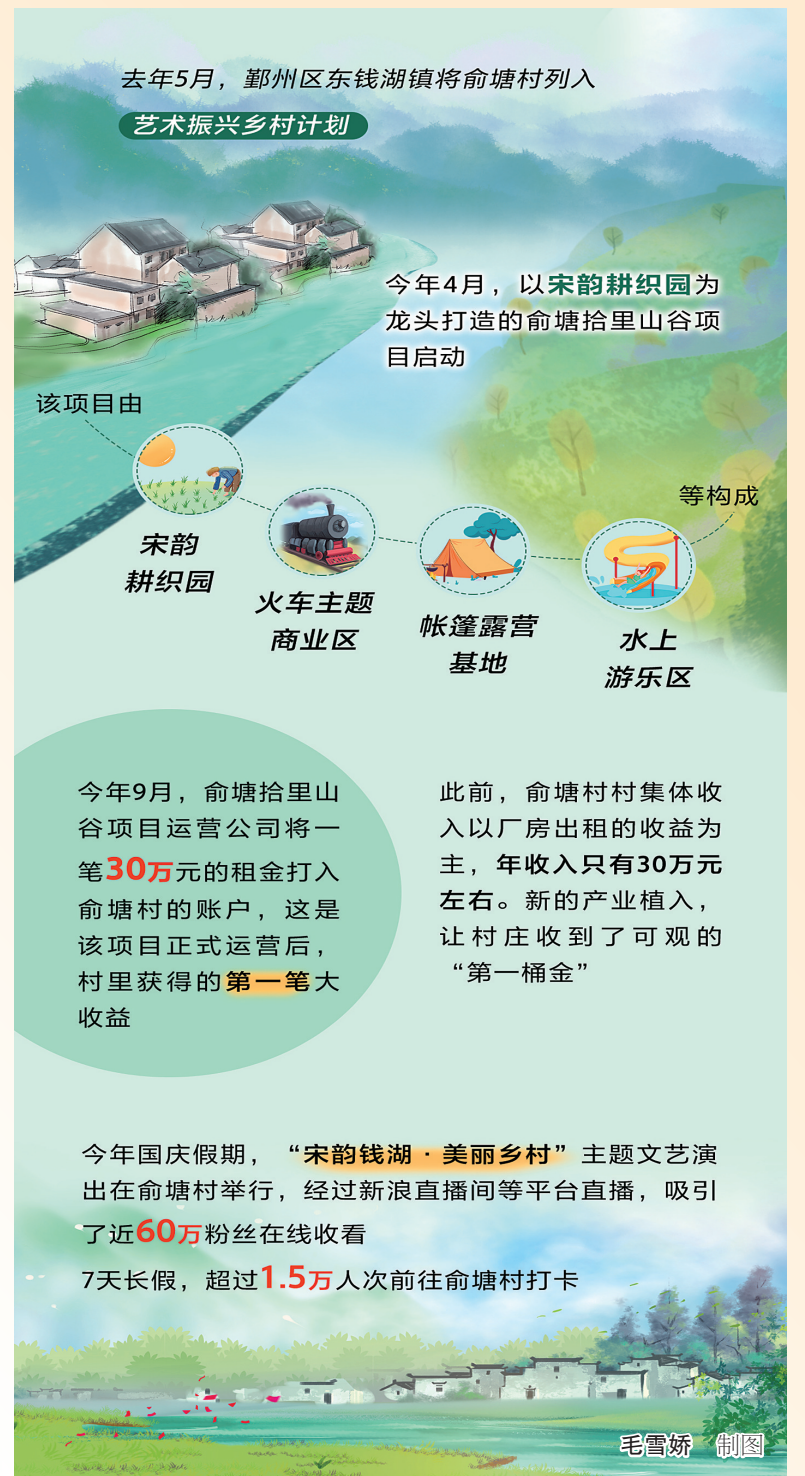 去年5月，鄞州区东钱湖镇将俞塘村列入
艺术振兴乡村计划
今年4月，以宋韵耕织园为
龙头打造的俞塘拾里山谷项
目启动
该项目由
宋韵
耕织园
火车主题
商业区
帐篷露营
基地
水上
游乐区
等构成
今年9月，俞塘拾里山
谷项目运营公司将一
笔30万元的租金打入
俞塘村的账户，这是
该项目正式运营后，
村里获得的第一笔大
收益
此前，俞塘村村集体收
入以厂房出租的收益为
主，年收入只有30万元
左右。新的产业植入，
让村庄收到了可观的
“第一桶金”
今年国庆假期，“宋韵钱湖·美丽乡村”主题文艺演
出在俞塘村举行，经过新浪直播间等平台直播，吸引
了近60万粉丝在线收看
7天长假，超过1.5万人次前往俞塘村打卡
毛雪娇 制图